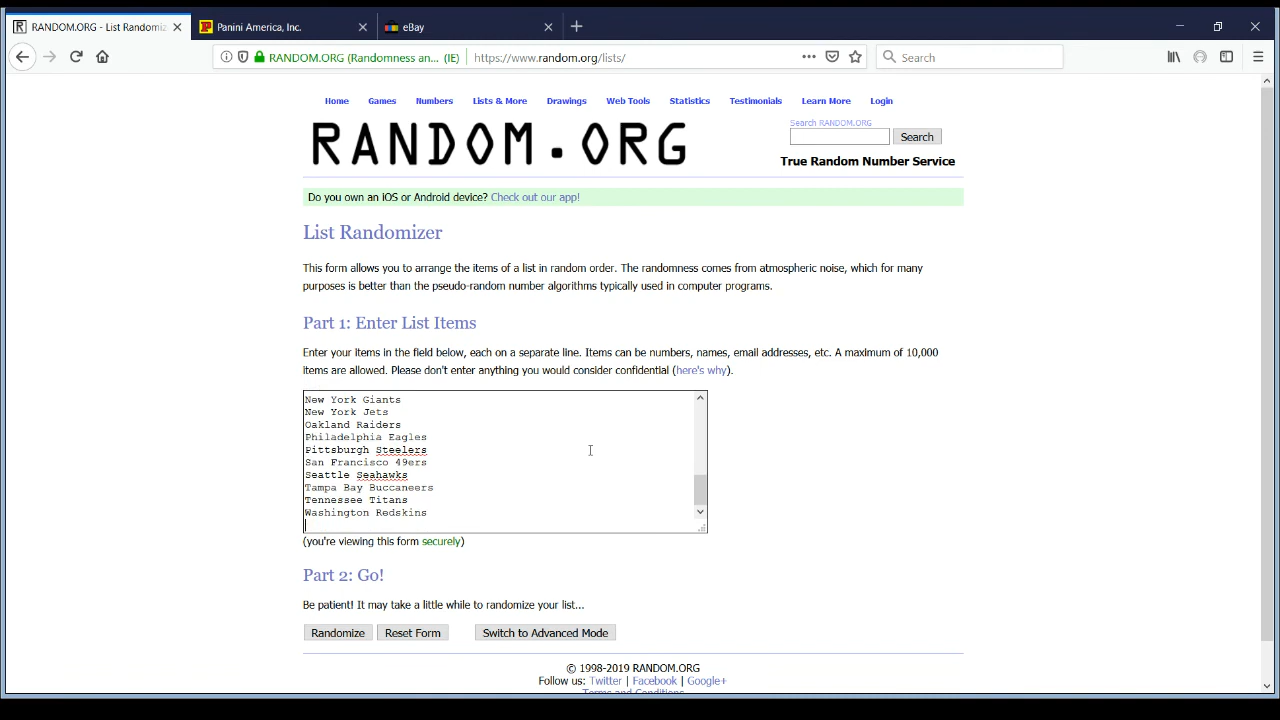 RANDOM.ORG - List Randomiz
Panini America, Inc.
eBay
RANDOM.ORG (Randomness an... (IE)
https://www.random.org/lists/
Search
Home Games Numbers Lists & More Drawings Web Tools Statistics Testimonials Learn More Login
RANDOM.ORG
Search RANDOM.ORG
Search
True Random Number Service
Do you own an iOS or Android device? Check out our app!
List Randomizer
This form allows you to arrange the items of a list in random order. The randomness comes from atmospheric noise, which for many
purposes is better than the pseudo-random number algorithms typically used in computer programs.
Part 1: Enter List Items
Enter your items in the field below, each on a separate line. Items can be numbers, names, email addresses, etc. A maximum of 10,000
items are allowed. Please don't enter anything you would consider confidential (here's why).
New York Giants
New York Jets
Oakland Raiders
Philadelphia Eagles
Pittsburgh Steelers
San Francisco 49ers
Seattle Seahawks
Tampa Bay Buccaneers
Tennessee Titans
Washington Redskins
(you're viewing this form securely)
Part 2: Go!
Be patient! It may take a little while to randomize your list...
Randomize Reset Form Switch to Advanced Mode
© 1998-2019 RANDOM.ORG
Follow us: Twitter | Facebook | Google+
Terms and Conditions